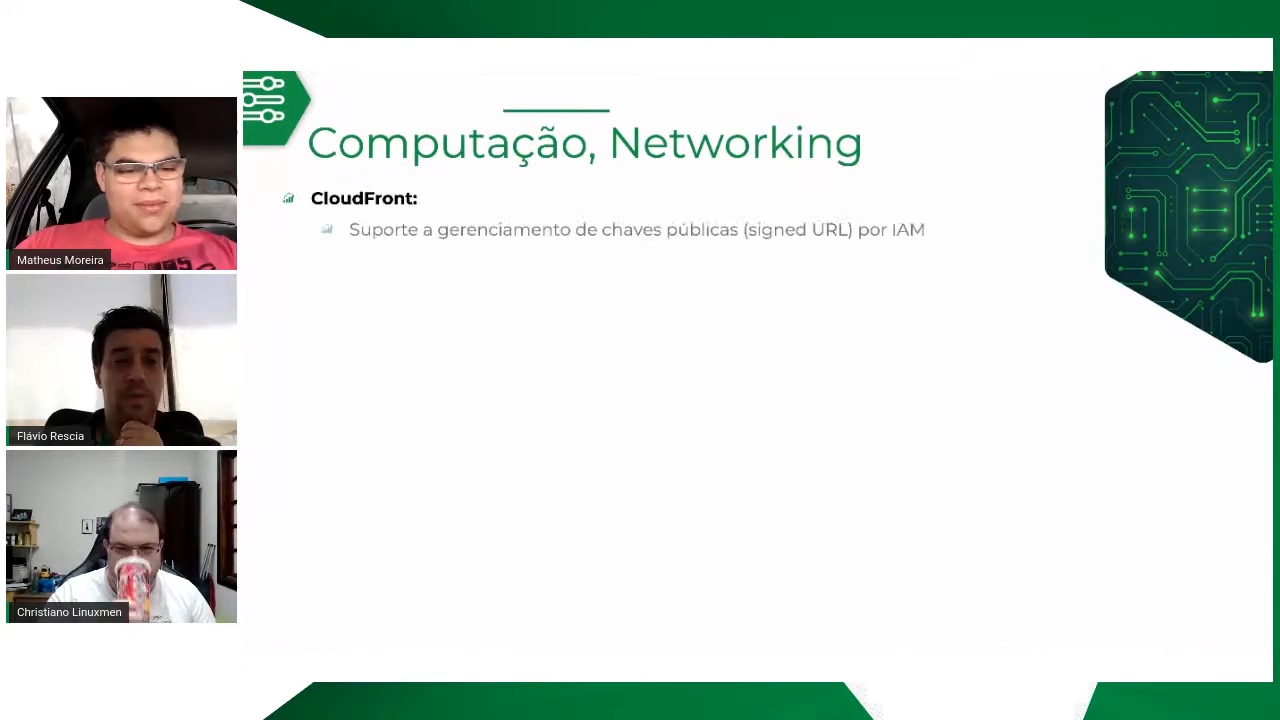 Computação, Networking
CloudFront:
Suporte a gerenciamento de chaves públicas (signed URL) por IAM
Matheus Moreira
Flávio Rescia
Christiano Linuxmen